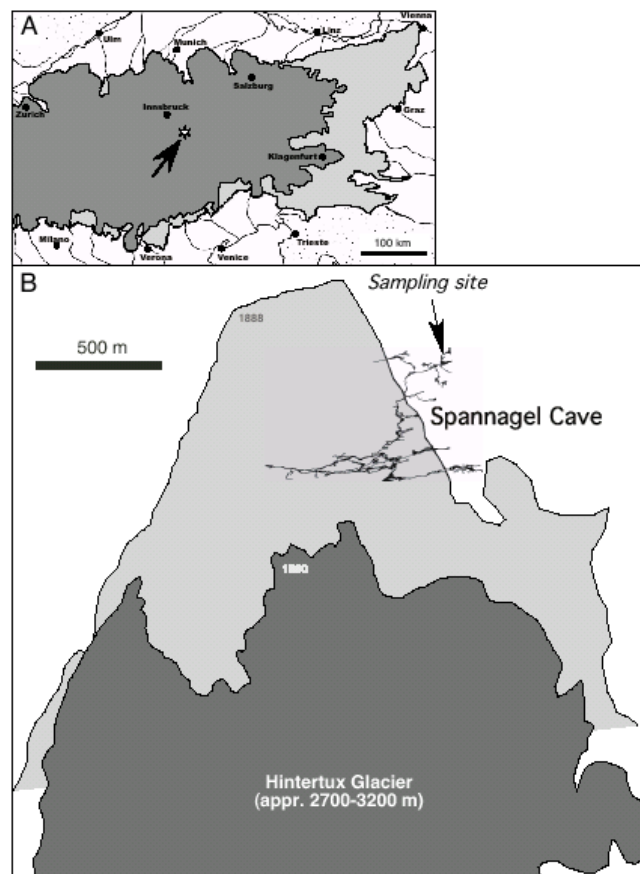 A
Ulm
Munich
Linz
Vienna
Salzburg
Zurich
Innsbruck
Graz
Klagenfurt
Milano
Verona
Venice
Trieste
100 km
B
Sampling site
1888
500 m
Spannagel Cave
Hintertux Glacier
(appr. 2700-3200 m)